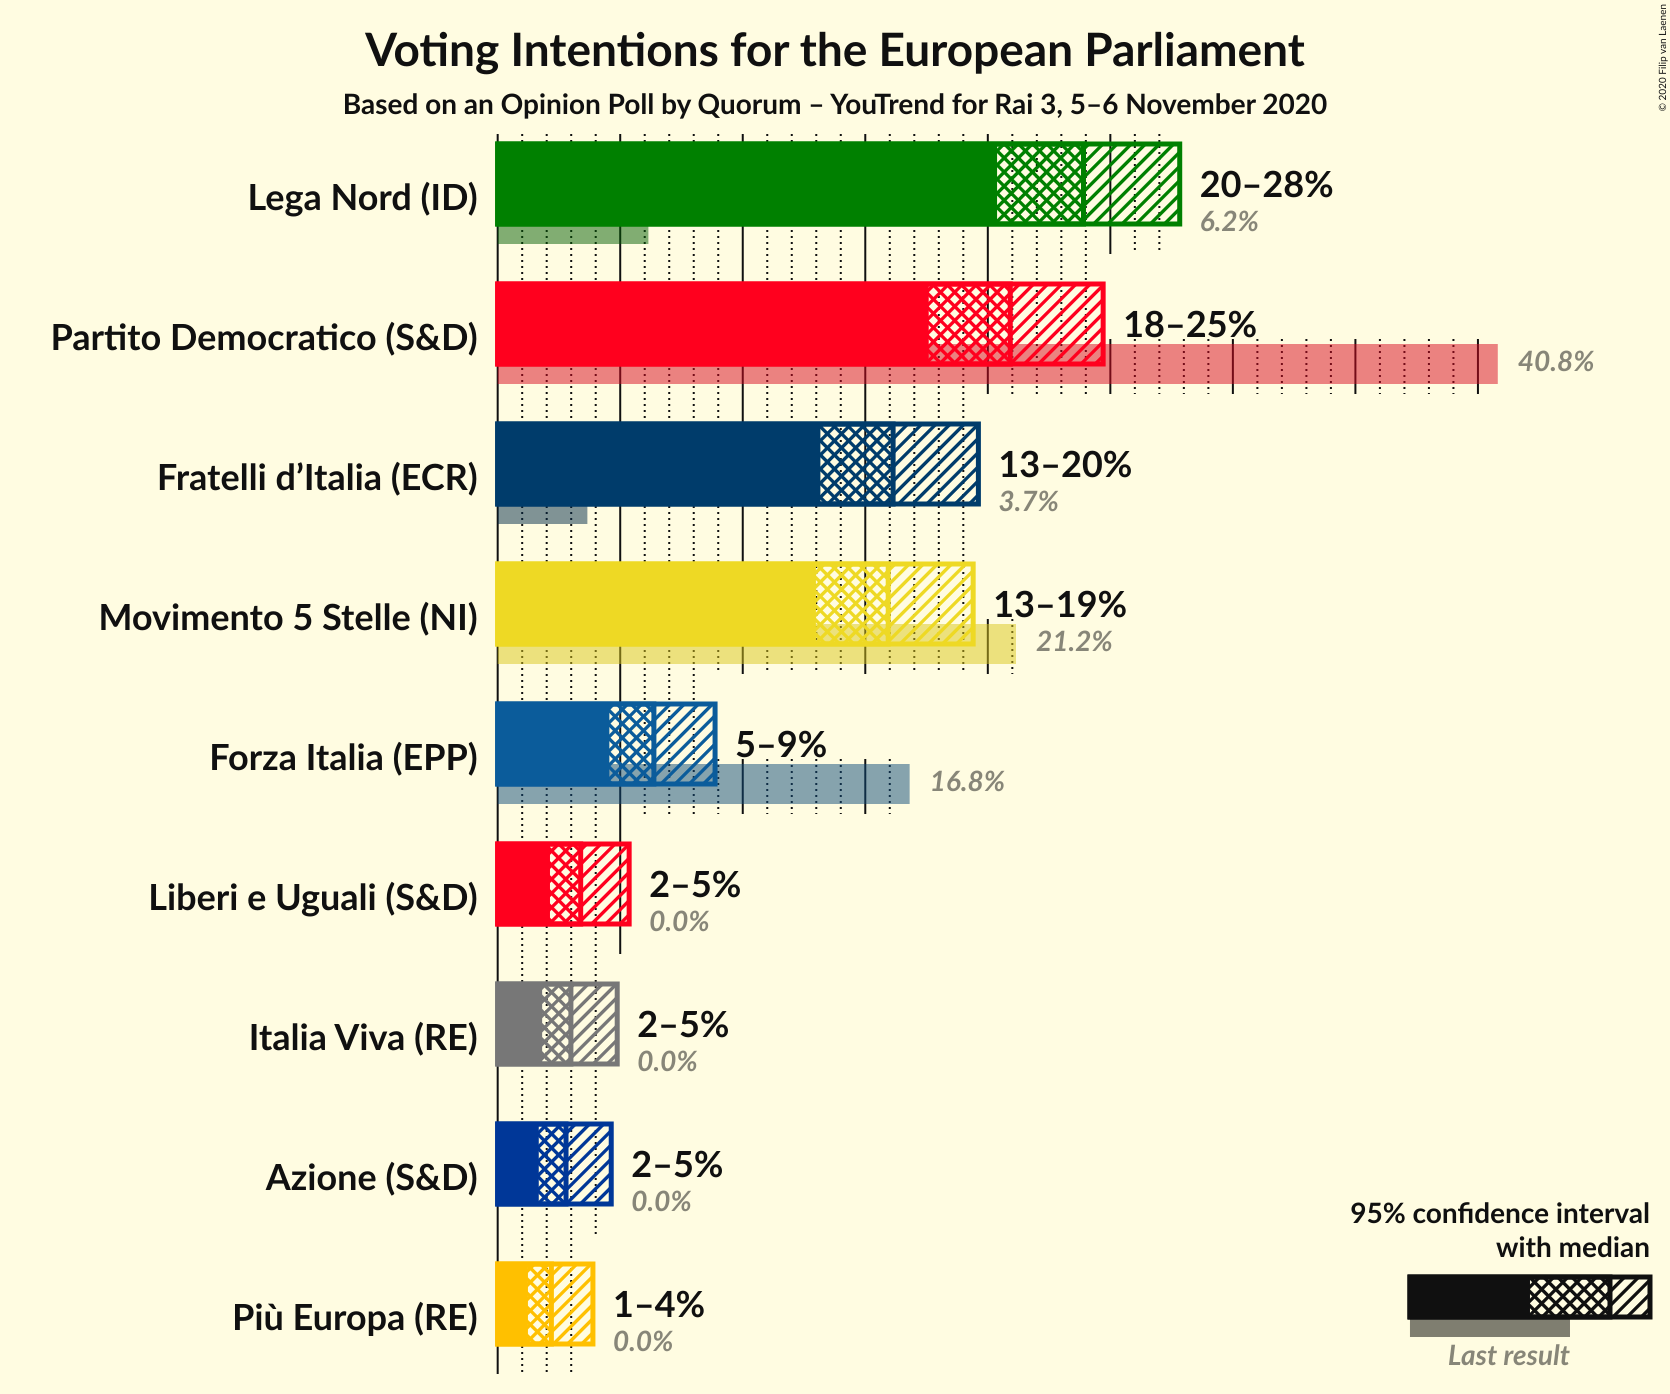 Voting Intentions for the European Parliament
Based on an Opinion Poll by Quorum – YouTrend for Rai 3, 5–6 November 2020
© 2020 Filip van Laenen
Lega Nord (ID)
20–28%
6.2%
Partito Democratico (S&D)
18–25%
40.8%
Fratelli d’Italia (ECR)
13–20%
3.7%
Movimento 5 Stelle (NI)
13–19%
21.2%
Forza Italia (EPP)
5–9%
16.8%
Liberi e Uguali (S&D)
2–5%
0.0%
Italia Viva (RE)
2–5%
0.0%
Azione (S&D)
2–5%
0.0%
Più Europa (RE)
1–4%
0.0%
95% confidence interval
with median
Last result